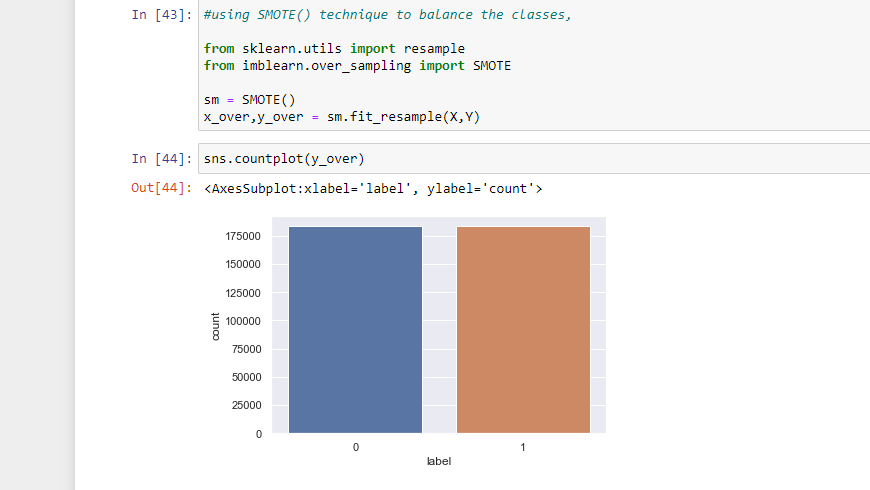 In [43]: #using SMOTE() technique to balance the classes,
from sklearn.utils import resample
from imblearn.over_sampling import SMOTE
sm = SMOTE()
x_over,y_over = sm.fit_resample(X,Y)
In [44]: sns.countplot(y_over)
Out[44]: <AxesSubplot:xlabel='label', ylabel='count'>
175000
150000
125000
100000
75000
50000
25000
0
count
0 1
label